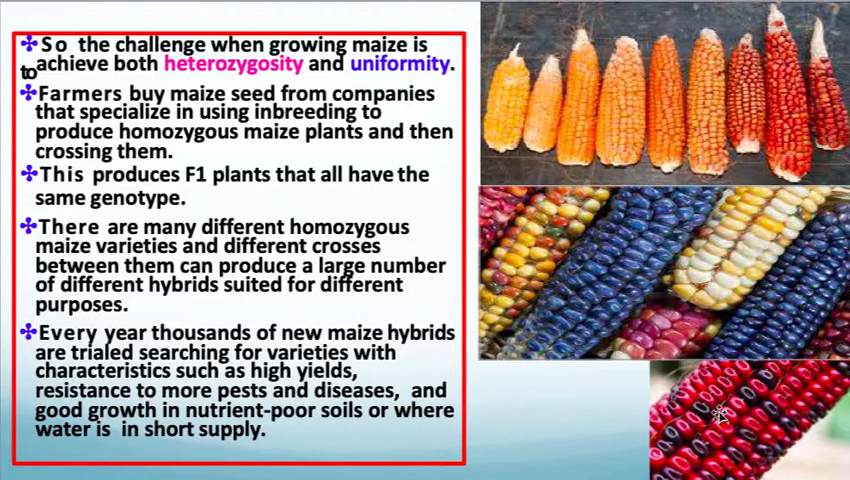 ✣So the challenge when growing maize is
to achieve both heterozygosity and uniformity.
✣Farmers buy maize seed from companies
that specialize in using inbreeding to
produce homozygous maize plants and then
crossing them.
✣This produces F1 plants that all have the
same genotype.
✣There are many different homozygous
maize varieties and different crosses
between them can produce a large number
of different hybrids suited for different
purposes.
✣Every year thousands of new maize hybrids
are trialed searching for varieties with
characteristics such as high yields,
resistance to more pests and diseases, and
good growth in nutrient-poor soils or where
water is in short supply.